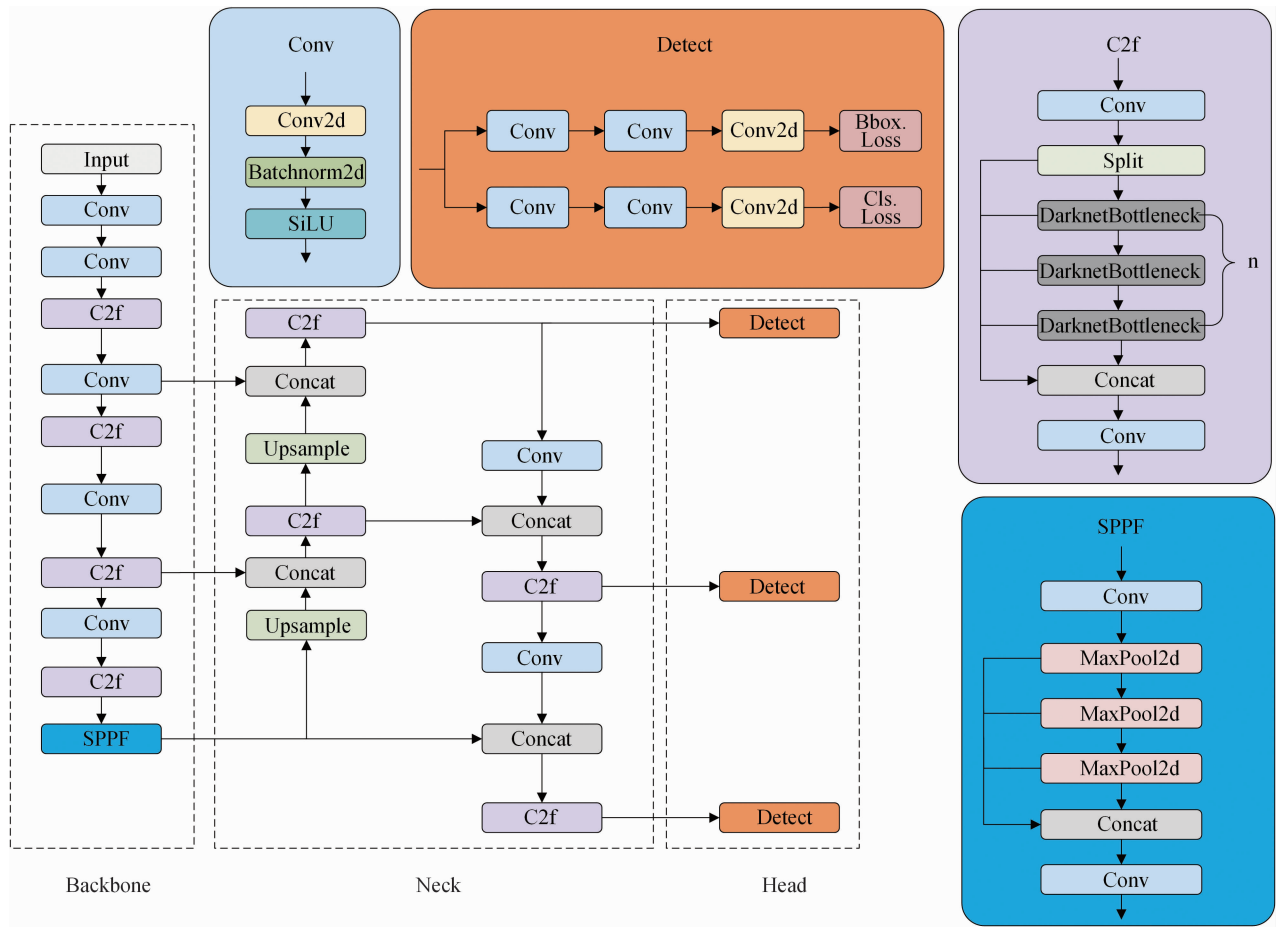 Conv
Conv2d
Batchnorm2d
SiLU
Detect
Conv
Conv
Conv2d
Bbox.
Loss
Conv
Conv
Conv2d
Cls.
Loss
C2f
Conv
Split
DarknetBottleneck
DarknetBottleneck
DarknetBottleneck
n
Concat
Conv
Input
Conv
Conv
C2f
Conv
C2f
Conv
C2f
Conv
C2f
SPPF
Backbone
C2f
Concat
Upsample
C2f
Concat
Upsample
Conv
Concat
C2f
Conv
Concat
C2f
Neck
Detect
Detect
Detect
Head
SPPF
Conv
MaxPool2d
MaxPool2d
MaxPool2d
Concat
Conv